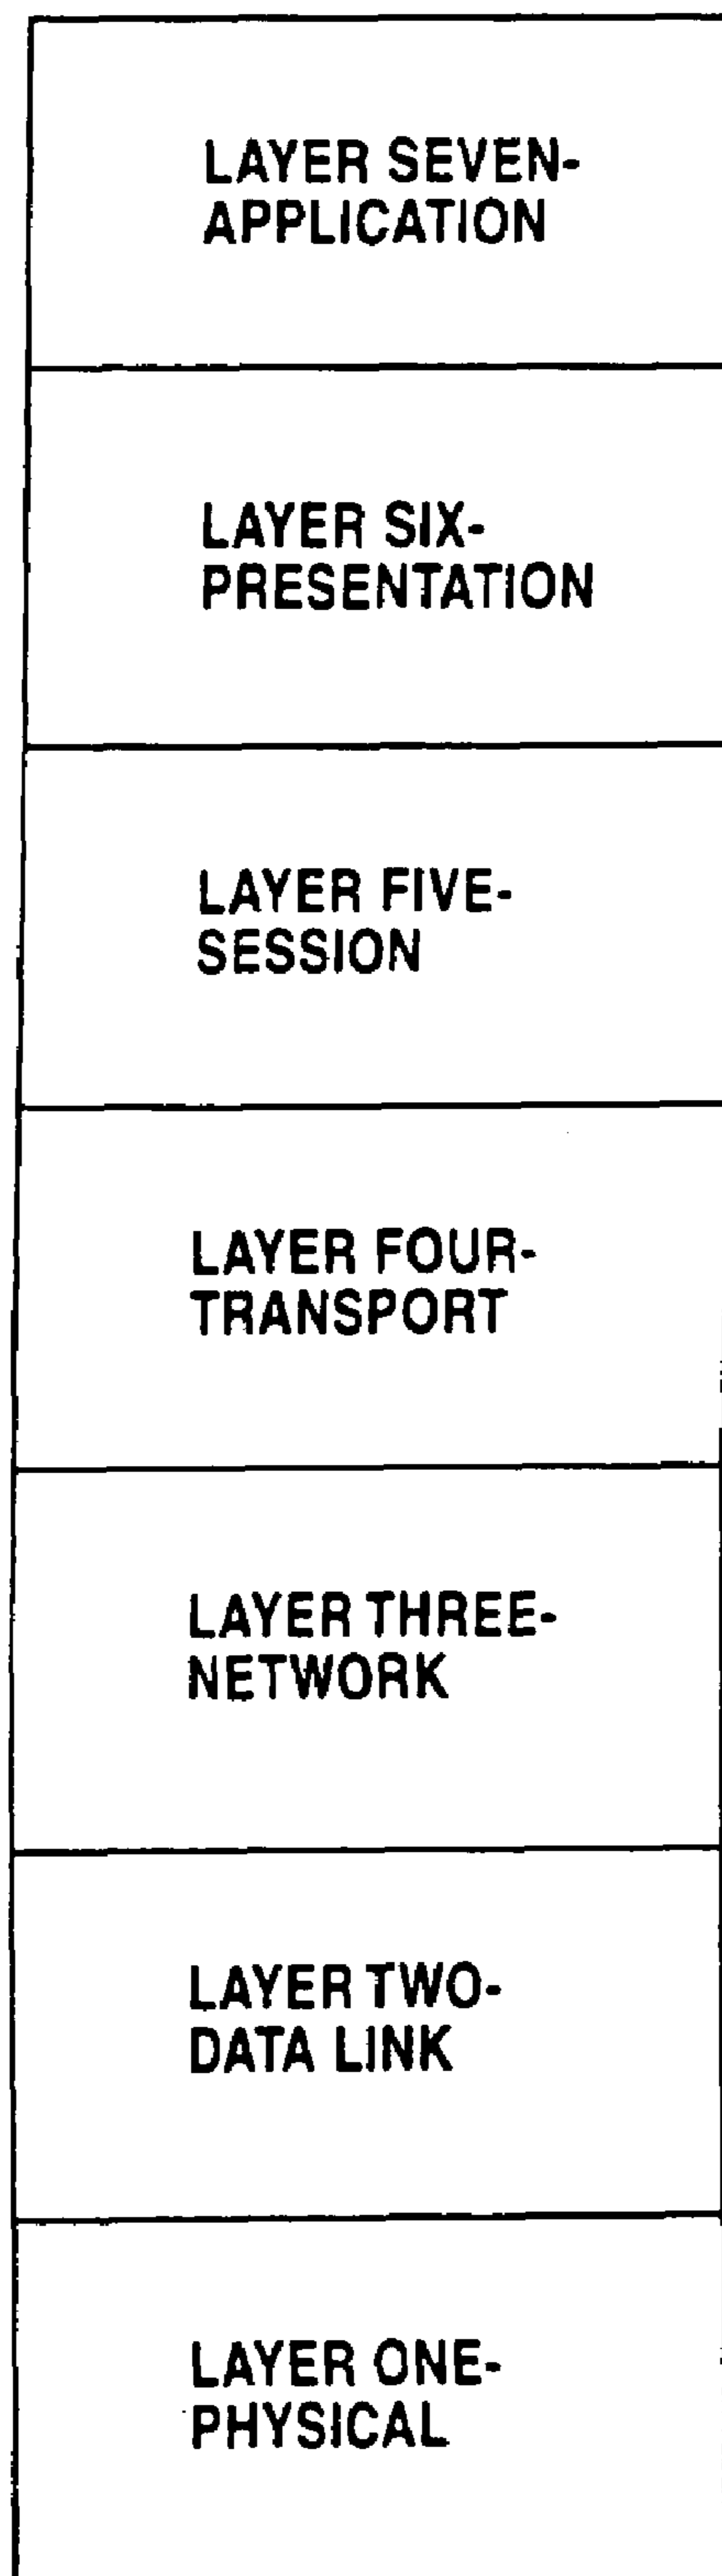 LAYER SEVEN-
APPLICATION
LAYER SIX-
PRESENTATION
LAYER FIVE-
SESSION
LAYER FOUR-
TRANSPORT
LAYER THREE-
NETWORK
LAYER TWO-
DATA LINK
LAYER ONE-
PHYSICAL